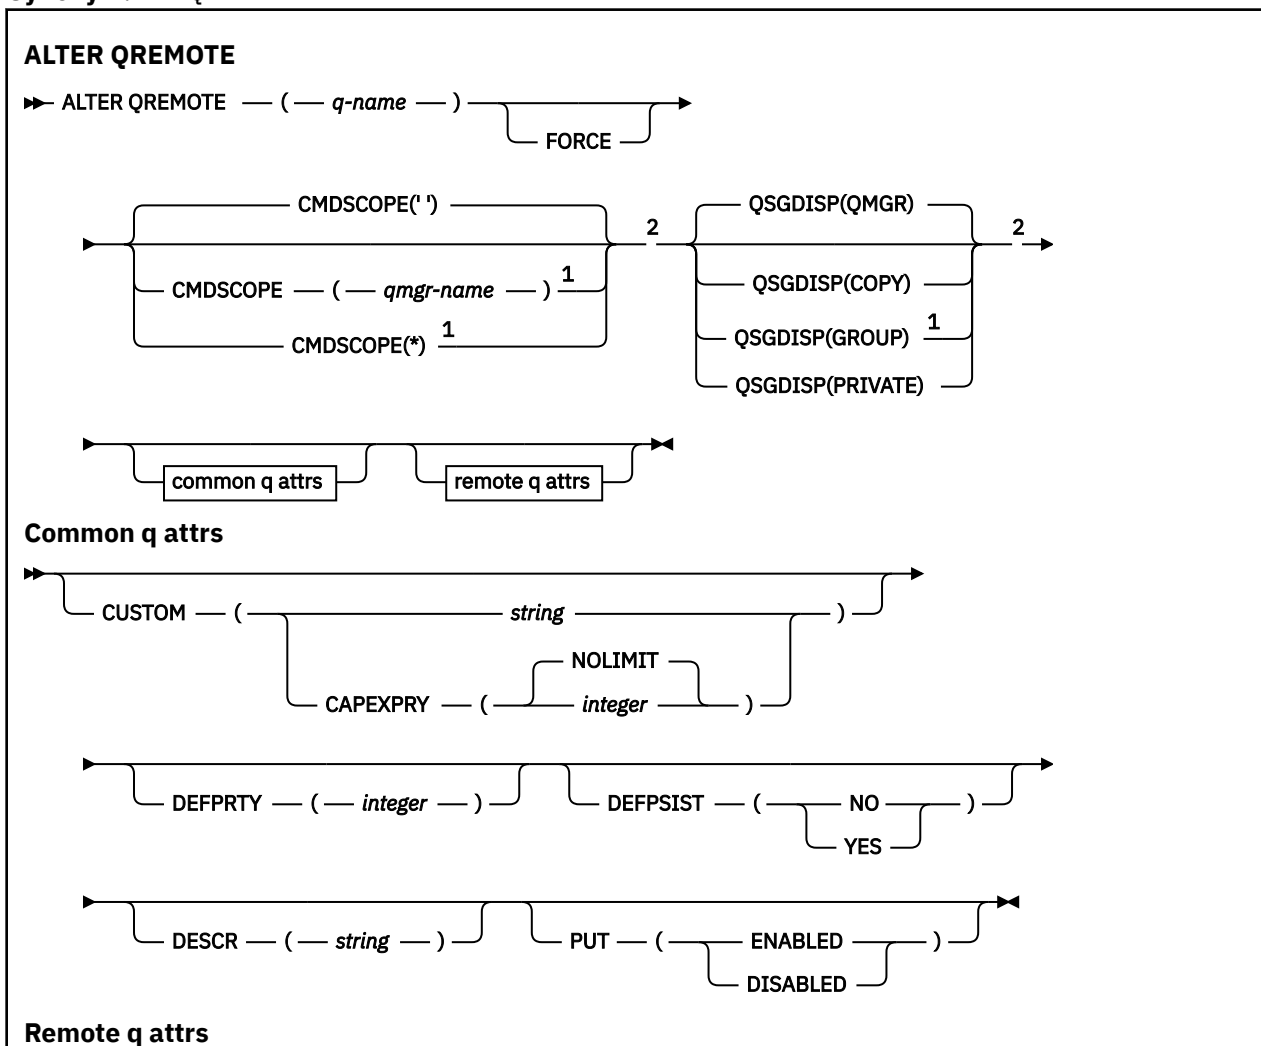 ALTER QREMOTE
ALTER QREMOTE ( q-name )
FORCE
CMDSCOPE(' ')
CMDSCOPE ( qmgr-name ) 1
CMDSCOPE(*) 1
2
QSGDISP(QMGR)
QSGDISP(COPY)
QSGDISP(GROUP) 1
QSGDISP(PRIVATE)
2
common q attrs
remote q attrs
Common q attrs
CUSTOM ( string )
CAPEXPRY ( NOLIMIT
integer )
DEFPRTY ( integer )
DEFPSIST ( NO )
YES
DESCR ( string )
PUT ( ENABLED )
DISABLED
Remote q attrs